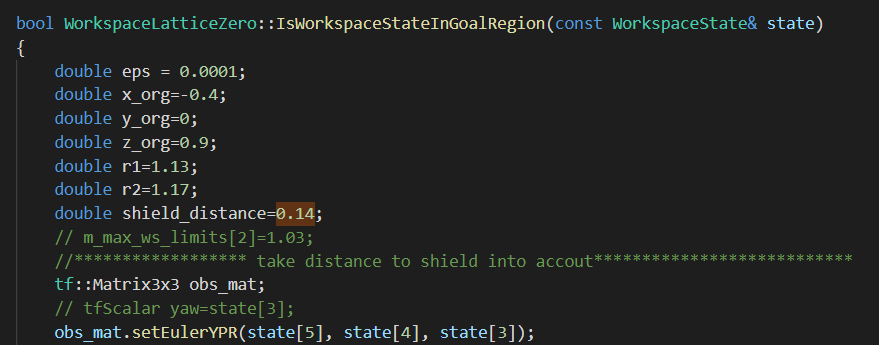 bool WorkspaceLatticeZero::IsWorkspaceStateInGoalRegion(const WorkspaceState& state)
{
    double eps = 0.0001;
    double x_org=-0.4;
    double y_org=0;
    double z_org=0.9;
    double r1=1.13;
    double r2=1.17;
    double shield_distance=0.14;
    // m_max_ws_limits[2]=1.03;
    //****************** take distance to shield into accout***************************
    tf::Matrix3x3 obs_mat;
    // tfScalar yaw=state[3];
    obs_mat.setEulerYPR(state[5], state[4], state[3]);